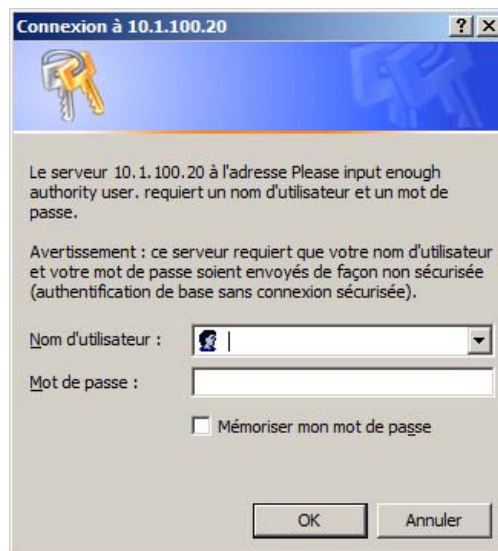 Connexion à 10.1.100.20
Le serveur 10.1.100.20 à l'adresse Please input enough
authority user. requiert un nom d'utilisateur et un mot de
passe.
Avertissement : ce serveur requiert que votre nom d'utilisateur
et votre mot de passe soient envoyés de façon non sécurisée
(authentification de base sans connexion sécurisée).
Nom d'utilisateur :
Mot de passe :
Mémoriser mon mot de passe
OK Annuler